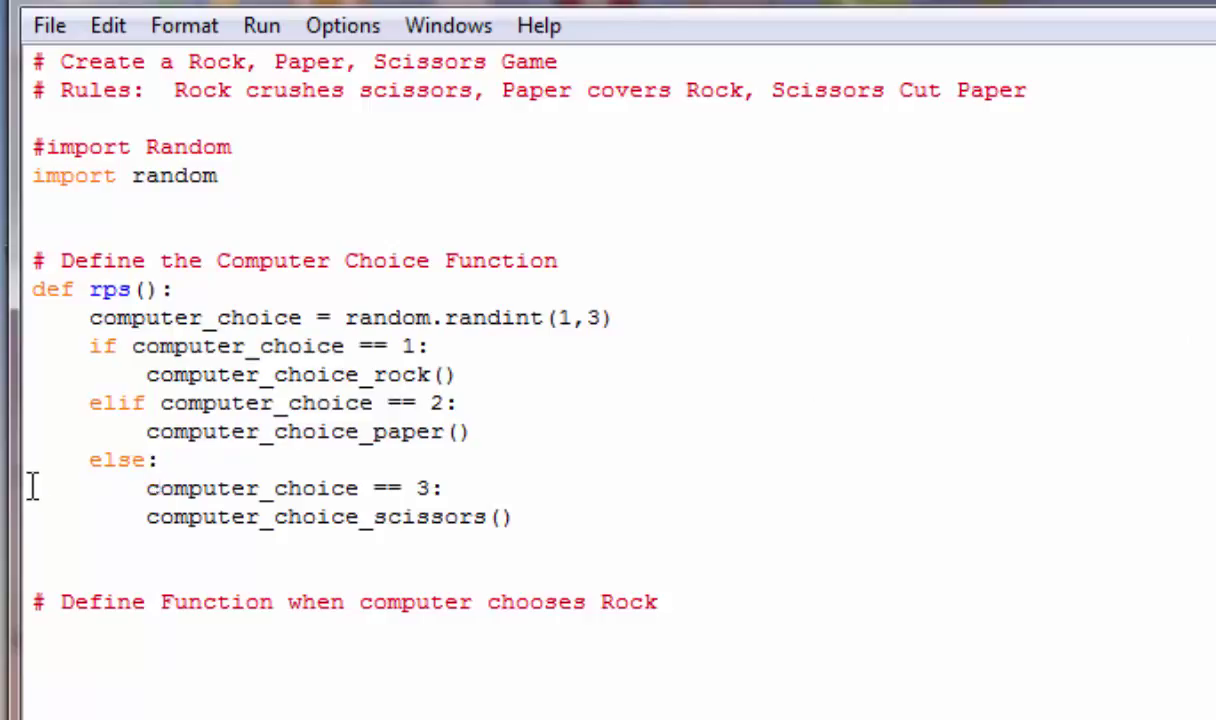 File Edit Format Run Options Windows Help
# Create a Rock, Paper, Scissors Game
# Rules:  Rock crushes scissors, Paper covers Rock, Scissors Cut Paper
#import Random
import random
# Define the Computer Choice Function
def rps():
    computer_choice = random.randint(1,3)
    if computer_choice == 1:
        computer_choice_rock()
    elif computer_choice == 2:
        computer_choice_paper()
    else:
        computer_choice == 3:
        computer_choice_scissors()
# Define Function when computer chooses Rock